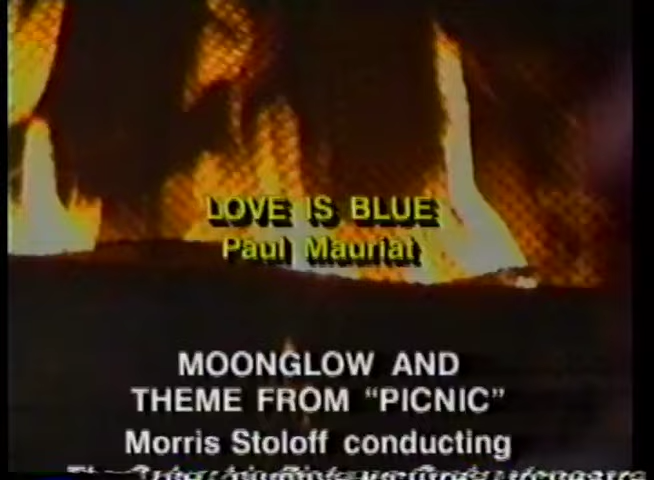 LOVE IS BLUE
Paul Mauriat
MOONGLOW AND
THEME FROM “PICNIC”
Morris Stoloff conducting